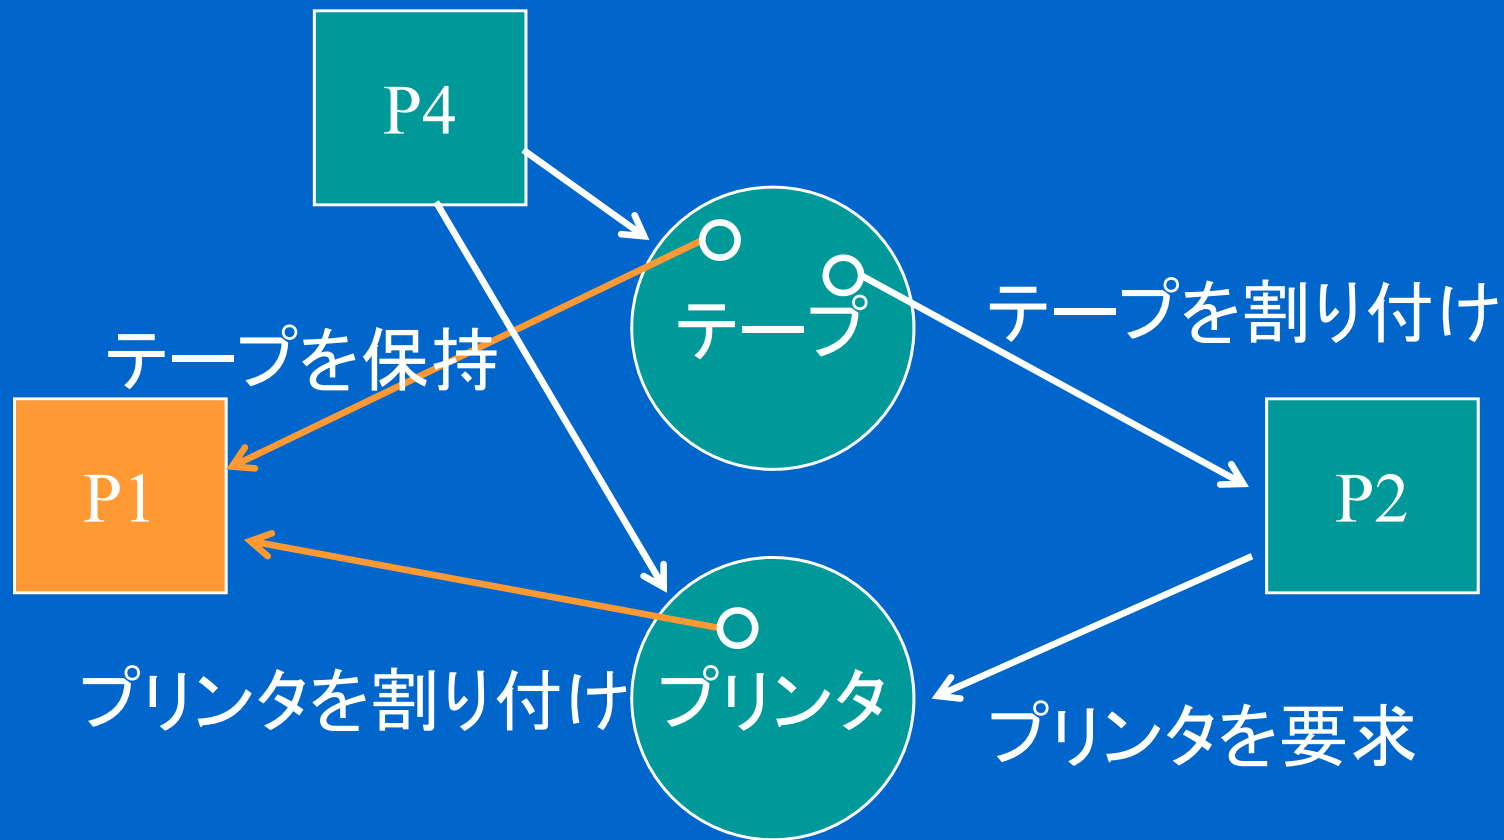 P4
テープ
テープを割り付け
テープを保持
P1
P2
プリンタを割り付け
プリンタ
プリンタを要求